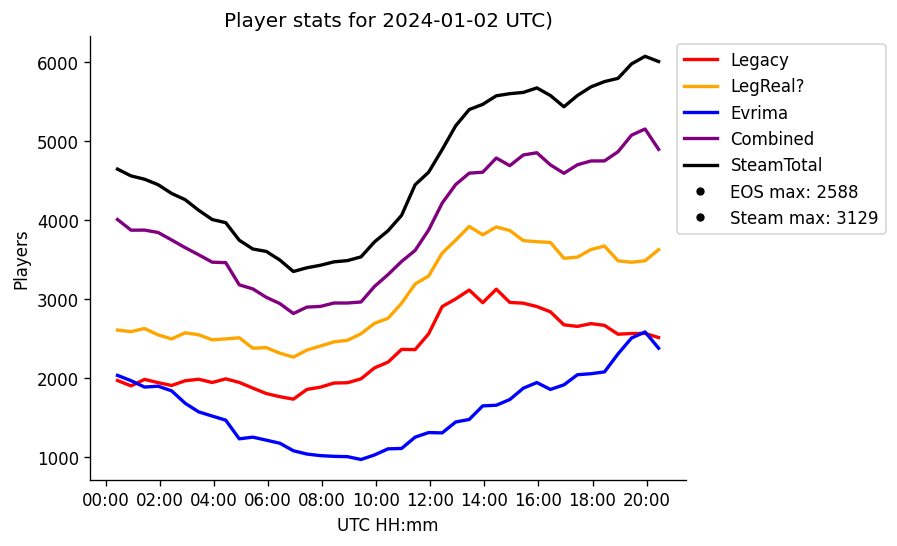 Player stats for 2024-01-02 UTC)
Legacy
LegReal?
Evrima
Combined
SteamTotal
EOS max: 2588
Steam max: 3129
Players
6000
5000
4000
3000
2000
1000
00:00 02:00 04:00 06:00 08:00 10:00 12:00 14:00 16:00 18:00 20:00
UTC HH:mm